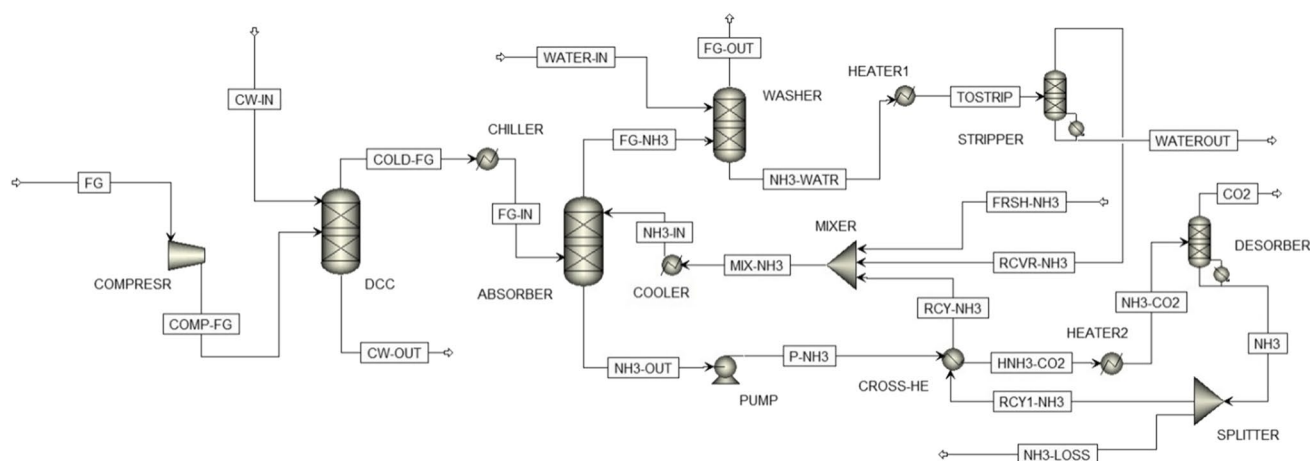 FG-OUT
WATER-IN
HEATER1
WASHER
TOSTRIP
CW-IN
CHILLER
STRIPPER
FG-NH3
WATEROUT
COLD-FG
NH3-WATR
FG
CO2
FRSH-NH3
FG-IN
MIXER
NH3-IN
DESORBER
MIX-NH3
RCVR-NH3
COMPRESR
DCC
ABSORBER
COOLER
NH3-CO2
RCY-NH3
COMP-FG
HEATER2
NH3
CW-OUT
P-NH3
NH3-OUT
HNH3-CO2
CROSS-HE
PUMP
RCY1-NH3
SPLITTER
NH3-LOSS